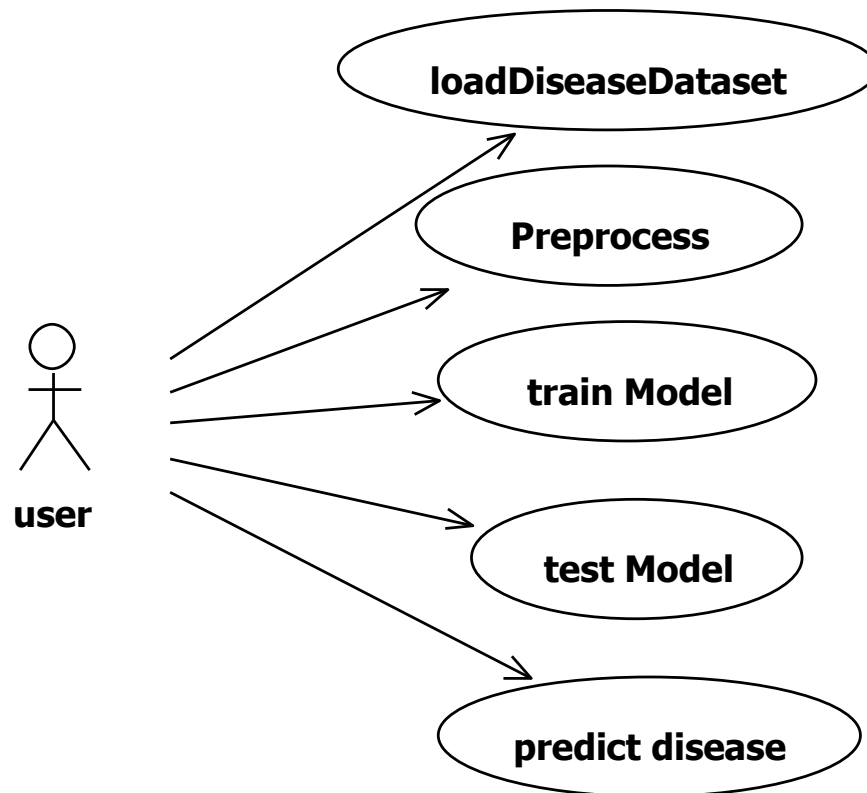 loadDiseaseDataset
Preprocess
train Model
user
test Model
predict disease